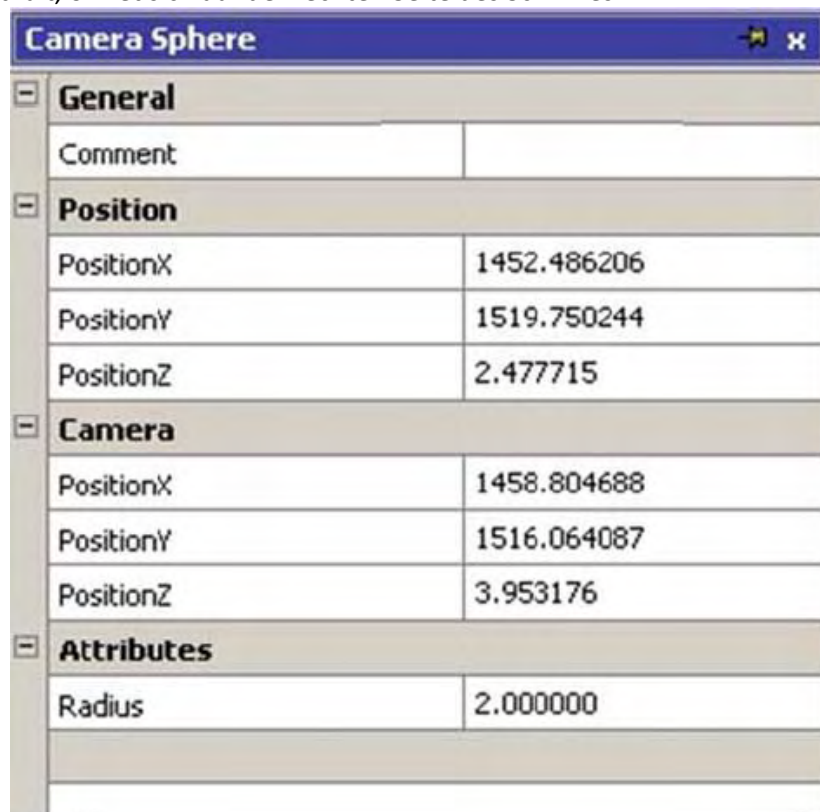 Camera Sphere
General
Comment
Position
PositionX 1452.486206
PositionY 1519.750244
PositionZ 2.477715
Camera
PositionX 1458.804688
PositionY 1516.064087
PositionZ 3.953176
Attributes
Radius 2.000000